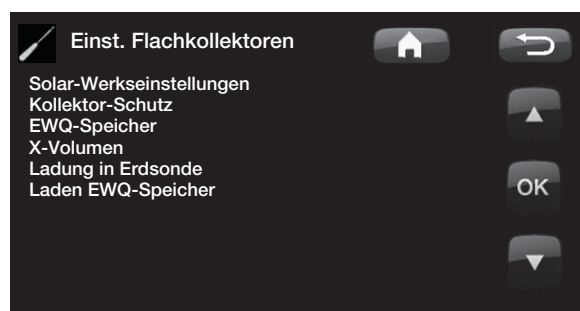 Einst. Flachkollektoren
Solar-Werkseinstellungen
Kollektor-Schutz
EWQ-Speicher
X-Volumen
Ladung in Erdsonde
Laden EWQ-Speicher
OK